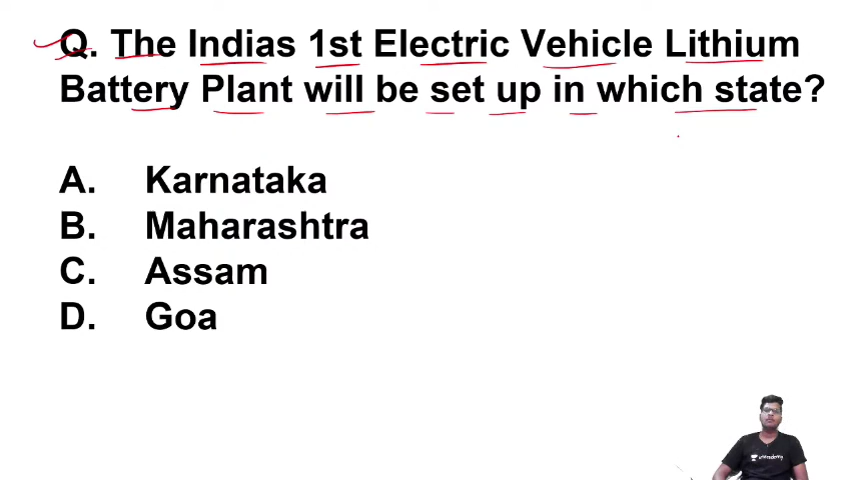 Q. The Indias 1st Electric Vehicle Lithium
Battery Plant will be set up in which state?
A. Karnataka
B. Maharashtra
C. Assam
D. Goa
unacademy